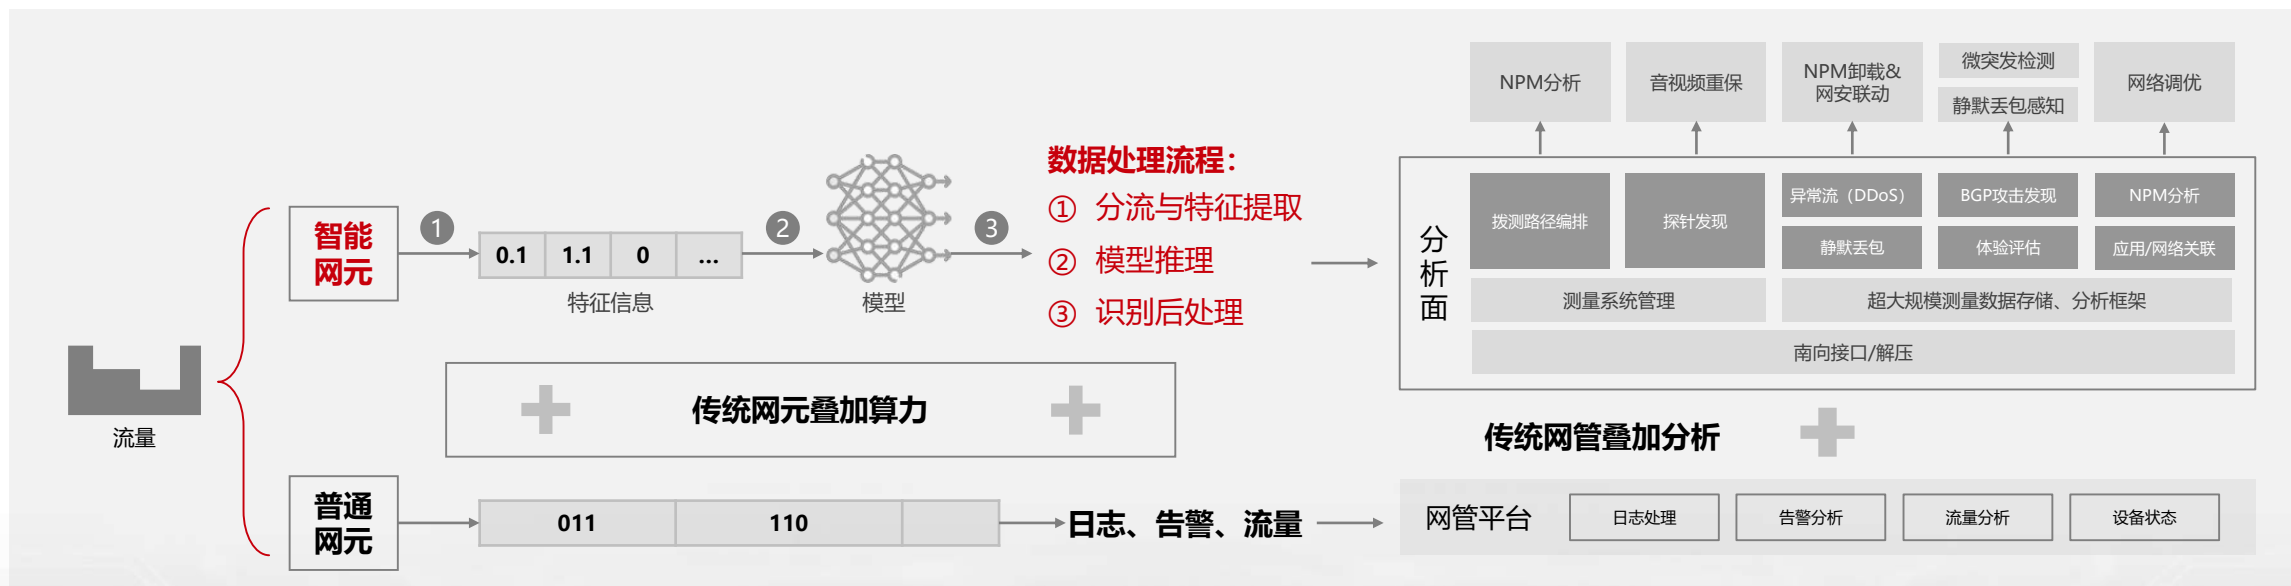 NPM分析
音视频重保
NPM卸载&
网安联动
微突发检测
静默丢包感知
网络调优
数据处理流程：
① 分流与特征提取
② 模型推理
③ 识别后处理
智能
网元
1
0.1 1.1 0 ...
特征信息
2
模型
3
分
析
面
拨测路径编排
探针发现
异常流（DDoS）
静默丢包
BGP攻击发现
体验评估
NPM分析
应用/网络关联
测量系统管理
超大规模测量数据存储、分析框架
南向接口/解压
流量
传统网元叠加算力
传统网管叠加分析
普通
网元
011 110
日志、告警、流量
网管平台
日志处理
告警分析
流量分析
设备状态